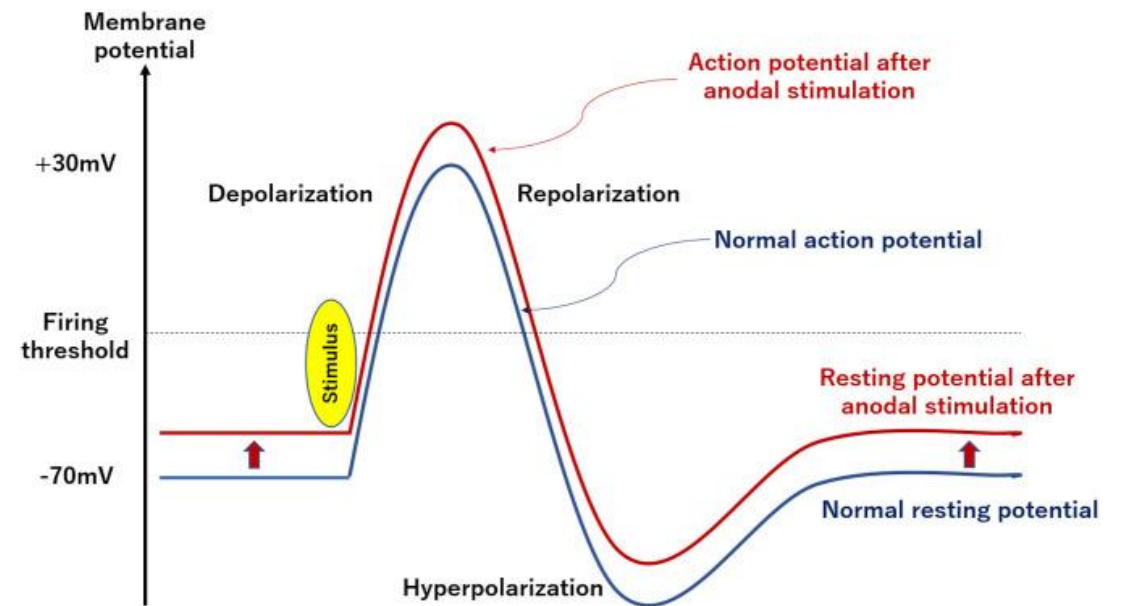 Membrane
potential
Action potential after
anodal stimulation
+30mV
Depolarization
Repolarization
Normal action potential
Firing
threshold
Stimulus
Resting potential after
anodal stimulation
-70mV
Normal resting potential
Hyperpolarization